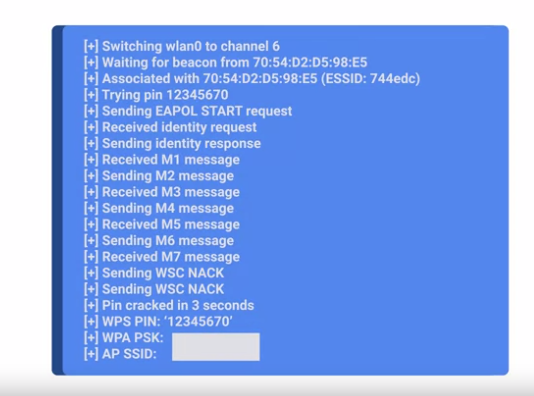 [+] Switching wlan0 to channel 6
[+] Waiting for beacon from 70:54:D2:D5:98:E5
[+] Associated with 70:54:D2:D5:98:E5 (ESSID: 744edc)
[+] Trying pin 12345670
[+] Sending EAPOL START request
[+] Received identity request
[+] Sending identity response
[+] Received M1 message
[+] Sending M2 message
[+] Received M3 message
[+] Sending M4 message
[+] Received M5 message
[+] Sending M6 message
[+] Received M7 message
[+] Sending WSC NACK
[+] Sending WSC NACK
[+] Pin cracked in 3 seconds
[+] WPS PIN: '12345670'
[+] WPA PSK:
[+] AP SSID: